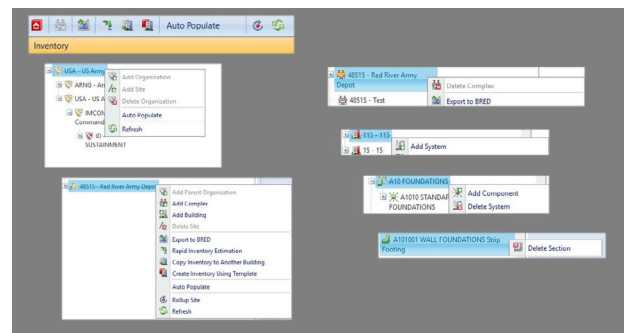 Auto Populate
Inventory
USA - US Army
Add Organization
ARNG - Ar
Add Site
USA - US A
Delete Organization
IMCON
Auto Populate
Command
Refresh
ID
SUSTAINMENT
48515 - Red River Army Depot
Add Parent Organization
Add Complex
Add Building
Delete Site
Export to BRED
Rapid Inventory Estimation
Copy Inventory to Another Building
Create Inventory Using Template
Auto Populate
Rollup Site
Refresh
48515 - Red River Army
Depot
Delete Complex
48515 - Test
Export to BRED
115 - 115
Add System
15 - 15
A10 FOUNDATIONS
Add Component
A1010 STANDAR
FOUNDATIONS
Delete System
A101001 WALL FOUNDATIONS Strip
Footing
Delete Section